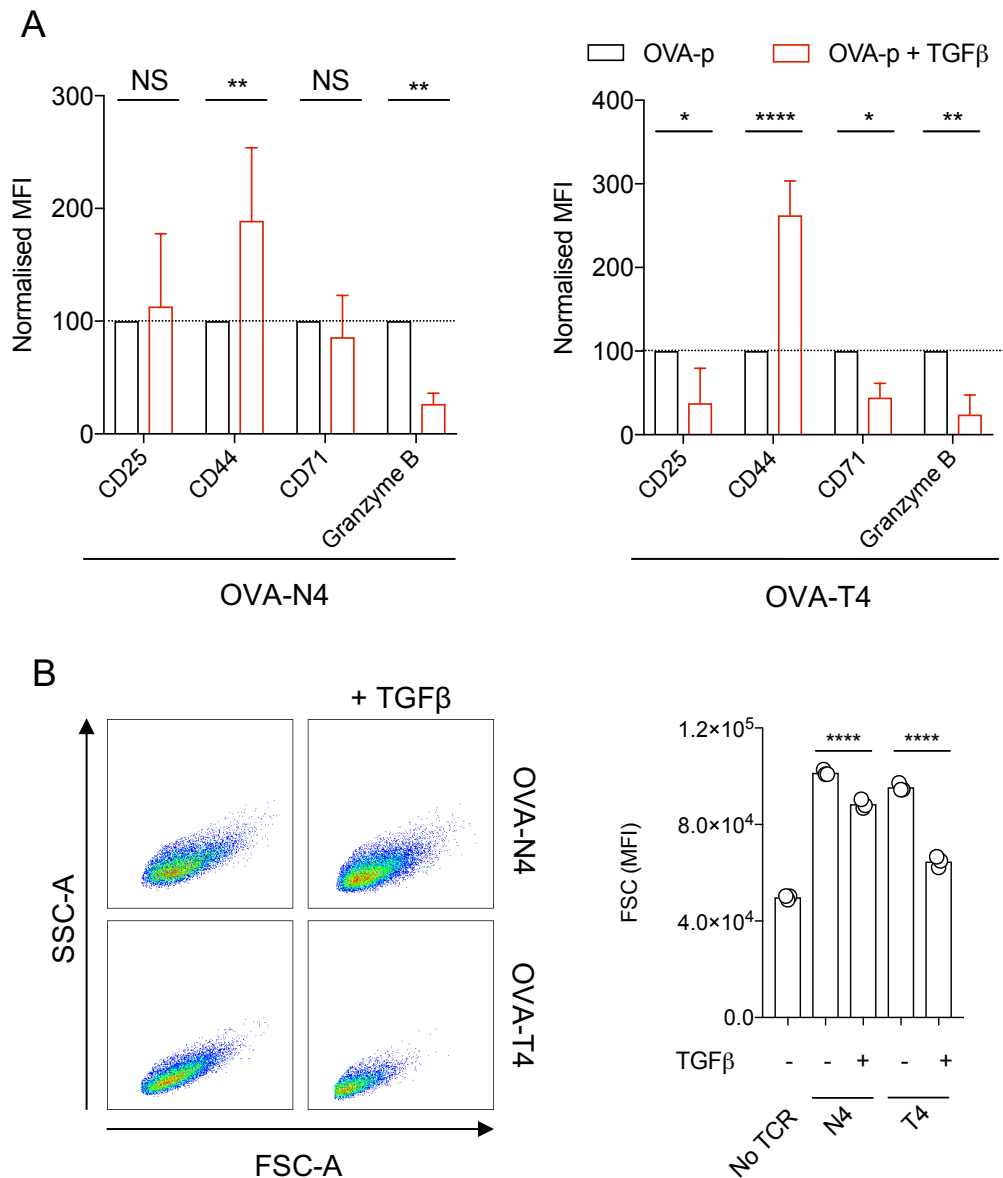 A
OVA-p
OVA-p + TGFβ
NS
**
NS
**
300
200
100
0
Normalised MFI
CD25
CD44
CD71
Granzyme B
OVA-N4
*
****
*
**
400
300
200
100
0
Normalised MFI
CD25
CD44
CD71
Granzyme B
OVA-T4
B
+ TGFβ
OVA-N4
OVA-T4
SSC-A
FSC-A
****
****
1.2×10⁵
8.0×10⁴
4.0×10⁴
0.0
FSC (MFI)
TGFβ - - + - +
No TCR
N4
T4